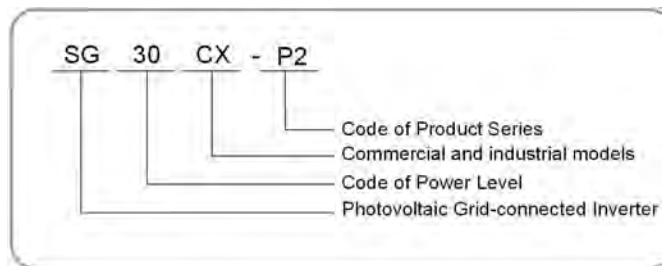 SG 30 CX - P2
Code of Product Series
Commercial and industrial models
Code of Power Level
Photovoltaic Grid-connected Inverter